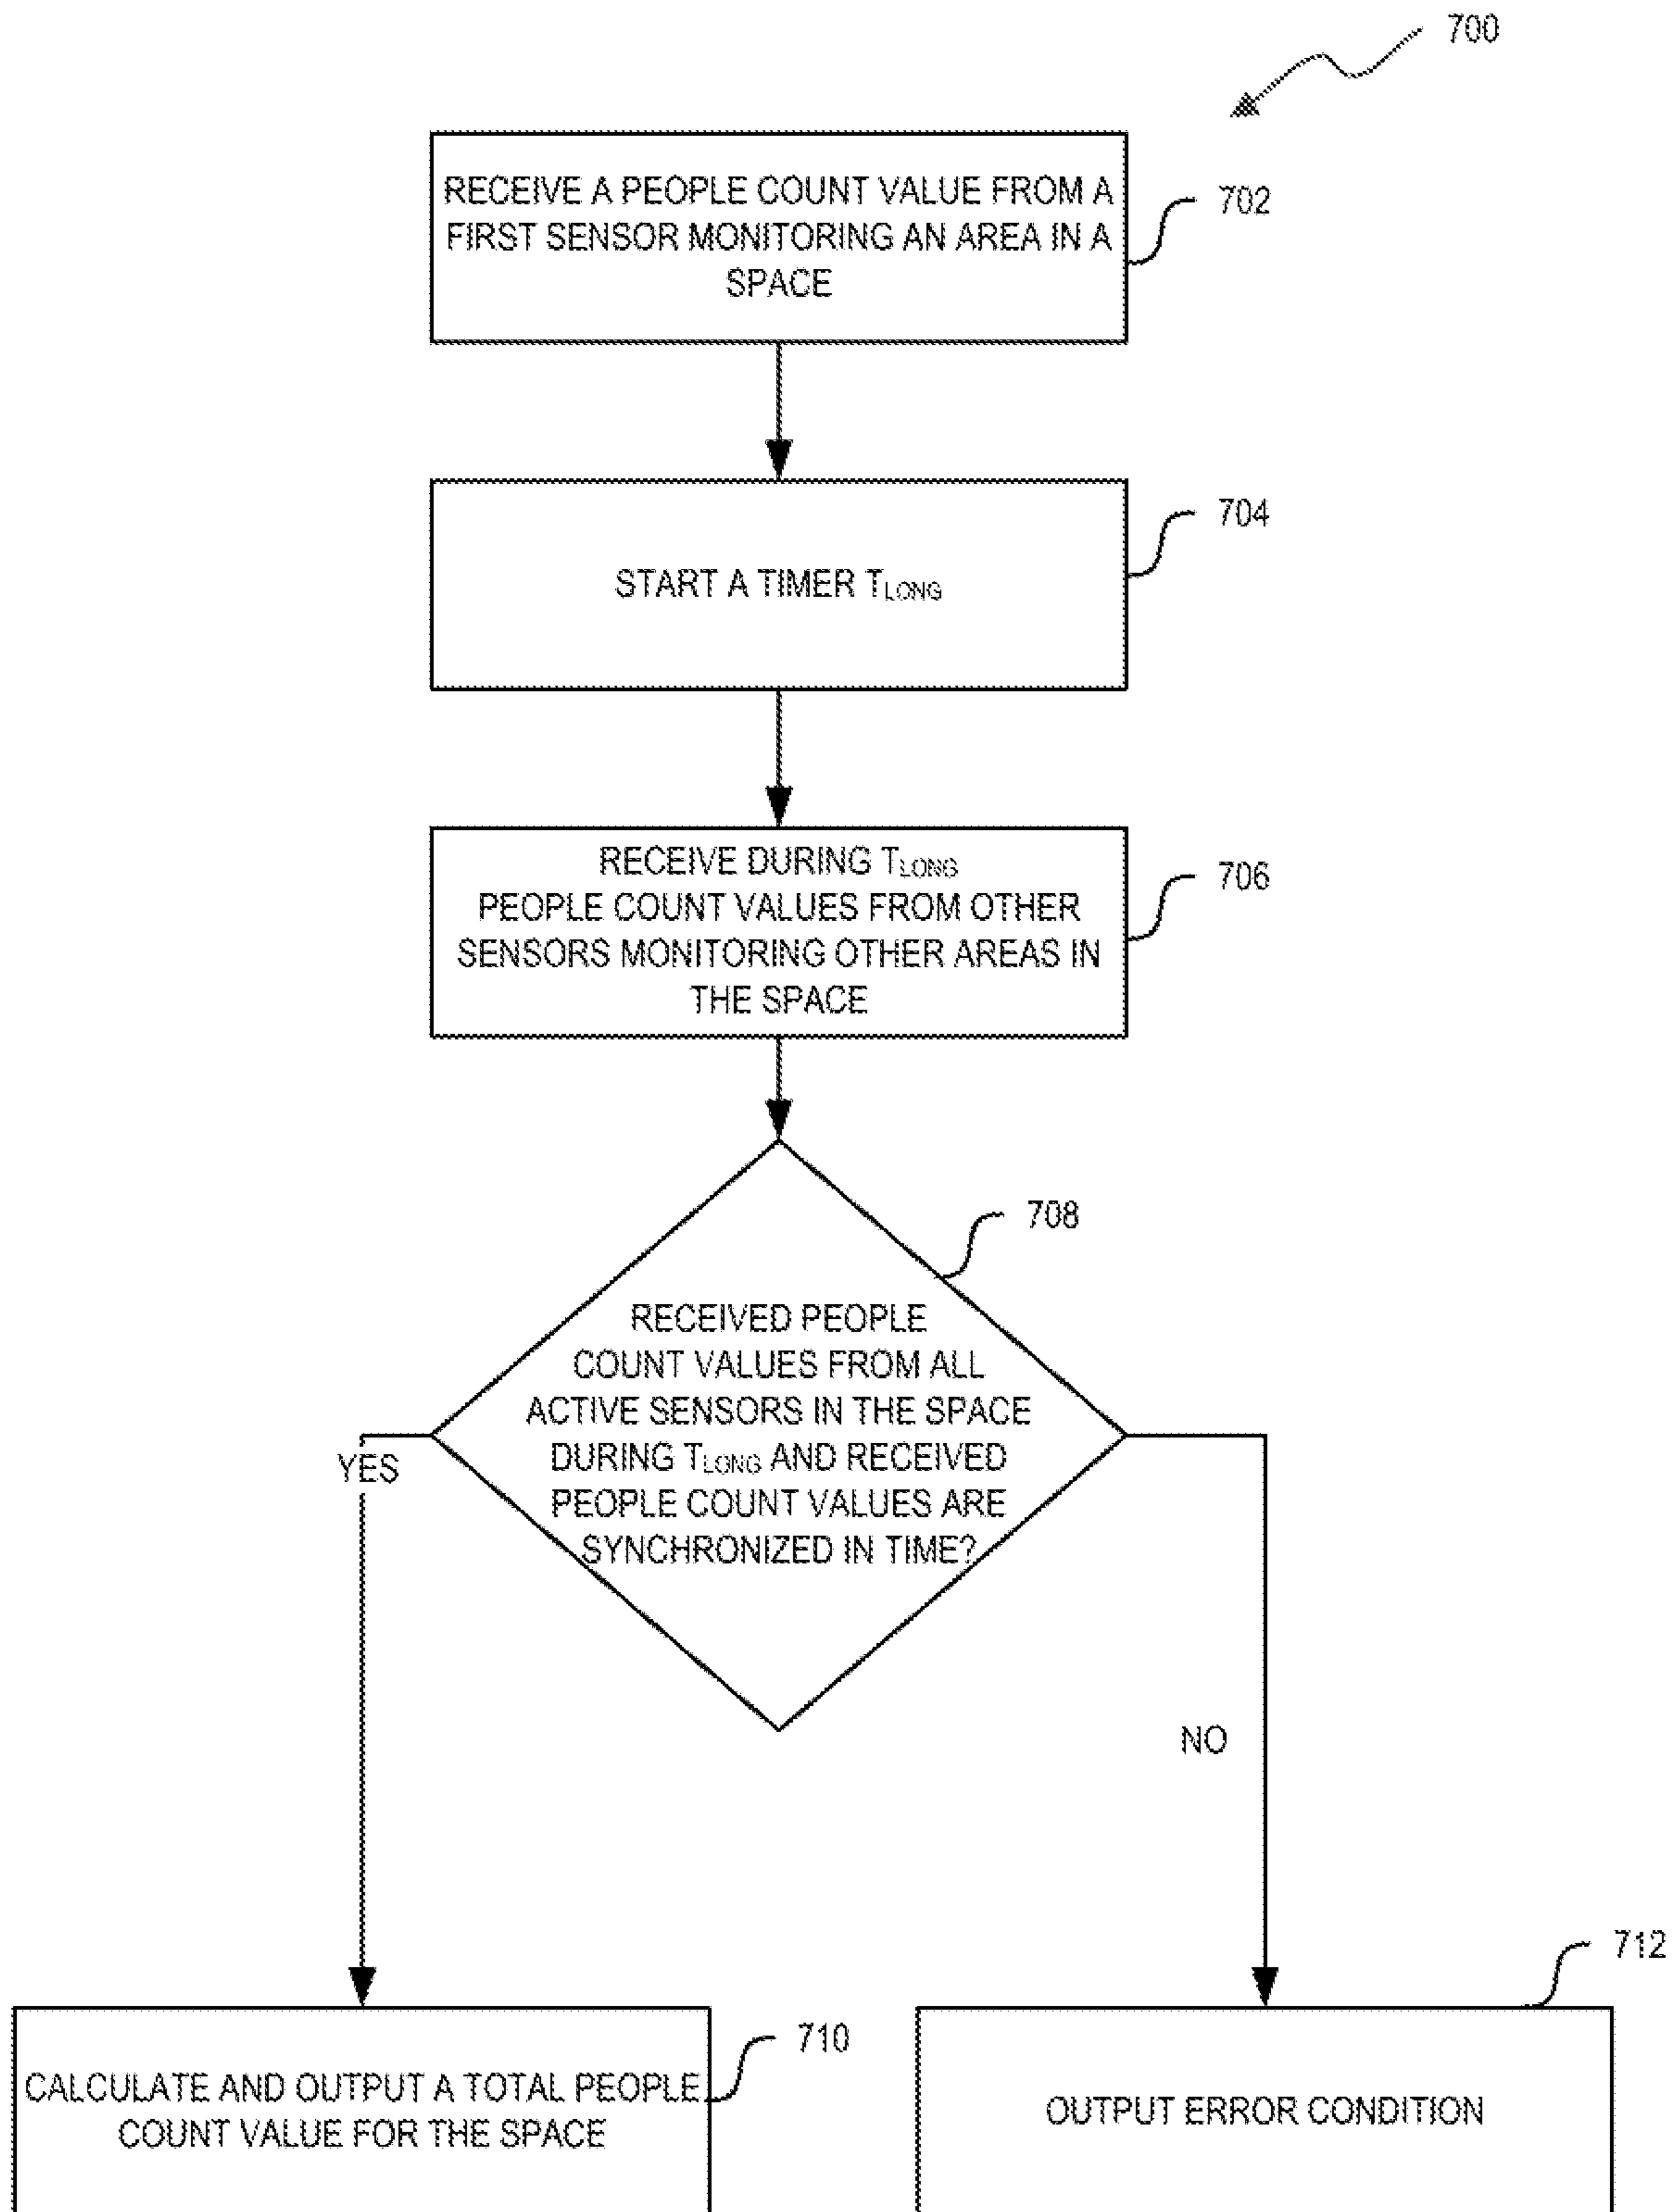 700
RECEIVE A PEOPLE COUNT VALUE FROM A
FIRST SENSOR MONITORING AN AREA IN A
SPACE
702
START A TIMER TLONG
704
RECEIVE DURING TLONG
PEOPLE COUNT VALUES FROM OTHER
SENSORS MONITORING OTHER AREAS IN
THE SPACE
706
708
RECEIVED PEOPLE
COUNT VALUES FROM ALL
ACTIVE SENSORS IN THE SPACE
DURING TLONG AND RECEIVED
PEOPLE COUNT VALUES ARE
SYNCHRONIZED IN TIME?
YES
NO
710
CALCULATE AND OUTPUT A TOTAL PEOPLE
COUNT VALUE FOR THE SPACE
712
OUTPUT ERROR CONDITION